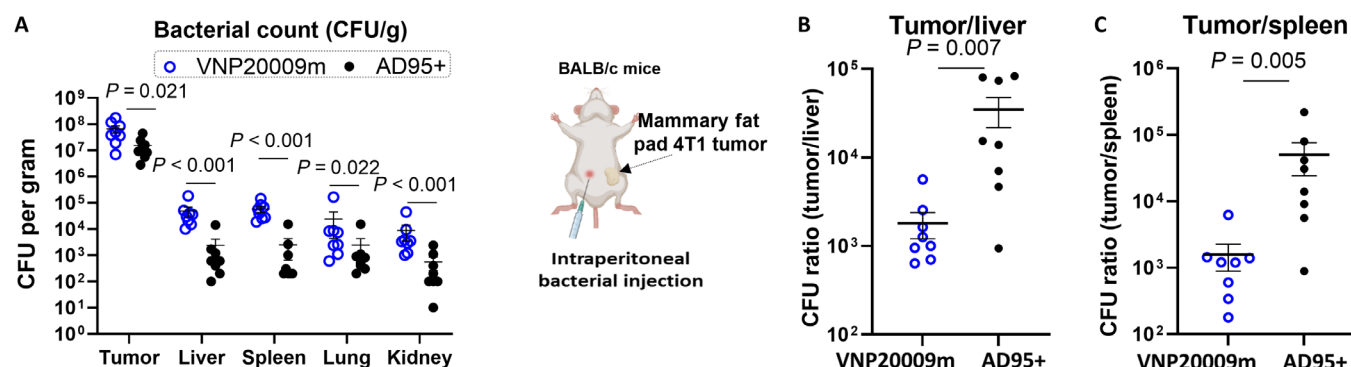 A
Bacterial count (CFU/g)
VNP20009m
AD95+
CFU per gram
10⁹
10⁸
10⁷
10⁶
10⁵
10⁴
10³
10²
10¹
10⁰
P = 0.021
P < 0.001
P < 0.001
P = 0.022
P < 0.001
Tumor
Liver
Spleen
Lung
Kidney
BALB/c mice
Mammary fat
pad 4T1 tumor
Intraperitoneal
bacterial injection
B
Tumor/liver
P = 0.007
CFU ratio (tumor/liver)
10⁵
10⁴
10³
10²
VNP20009m
AD95+
C
Tumor/spleen
P = 0.005
CFU ratio (tumor/spleen)
10⁶
10⁵
10⁴
10³
10²
VNP20009m
AD95+